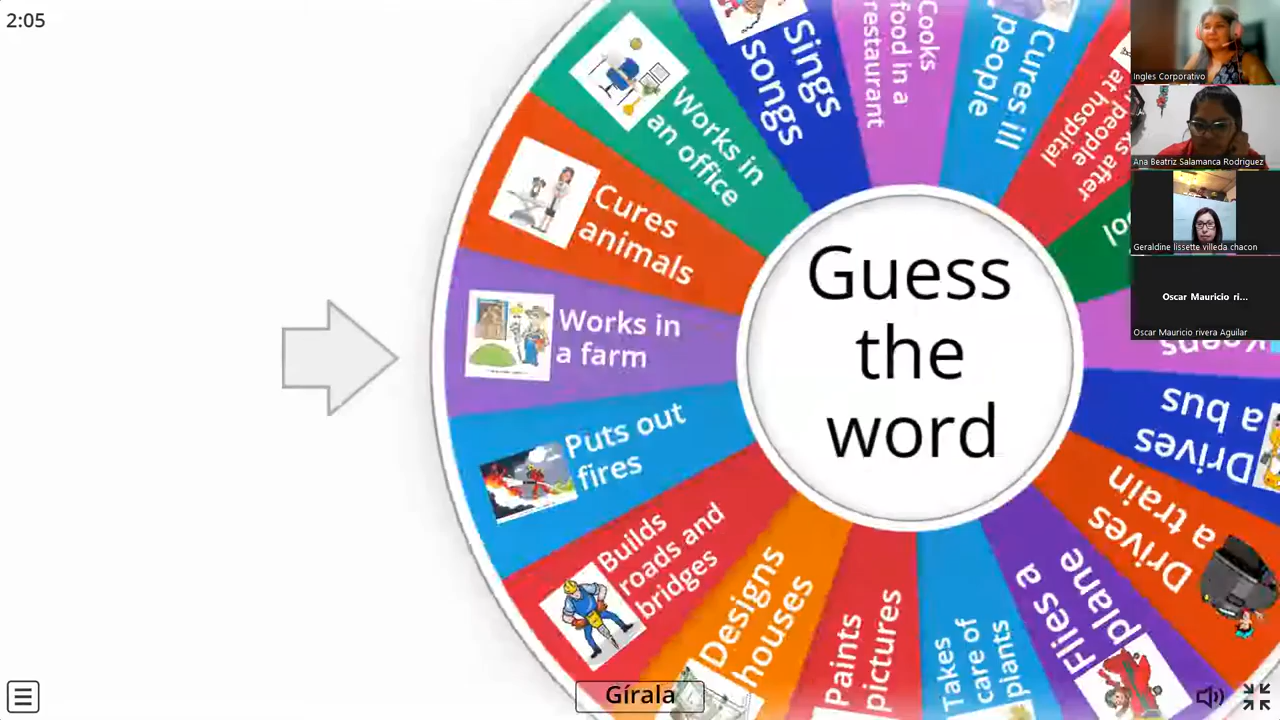 2:05
Sings
songs
Cooks
food in a
restaurant
Cures ill
people
people
at hospital
Works in
an office
Cures
animals
Works in
a farm
Puts out
fires
Builds
roads and
bridges
Designs
houses
Paints
pictures
Takes
care of
plants
Flies a
plane
Drives
a train
Drives
a bus
Guess
the
word
Gírala
Ingles Corporativo
Ana Beatriz Salamanca Rodriguez
Geraldine lissette villeda chacon
Oscar Mauricio ri...
Oscar Mauricio rivera Aguilar